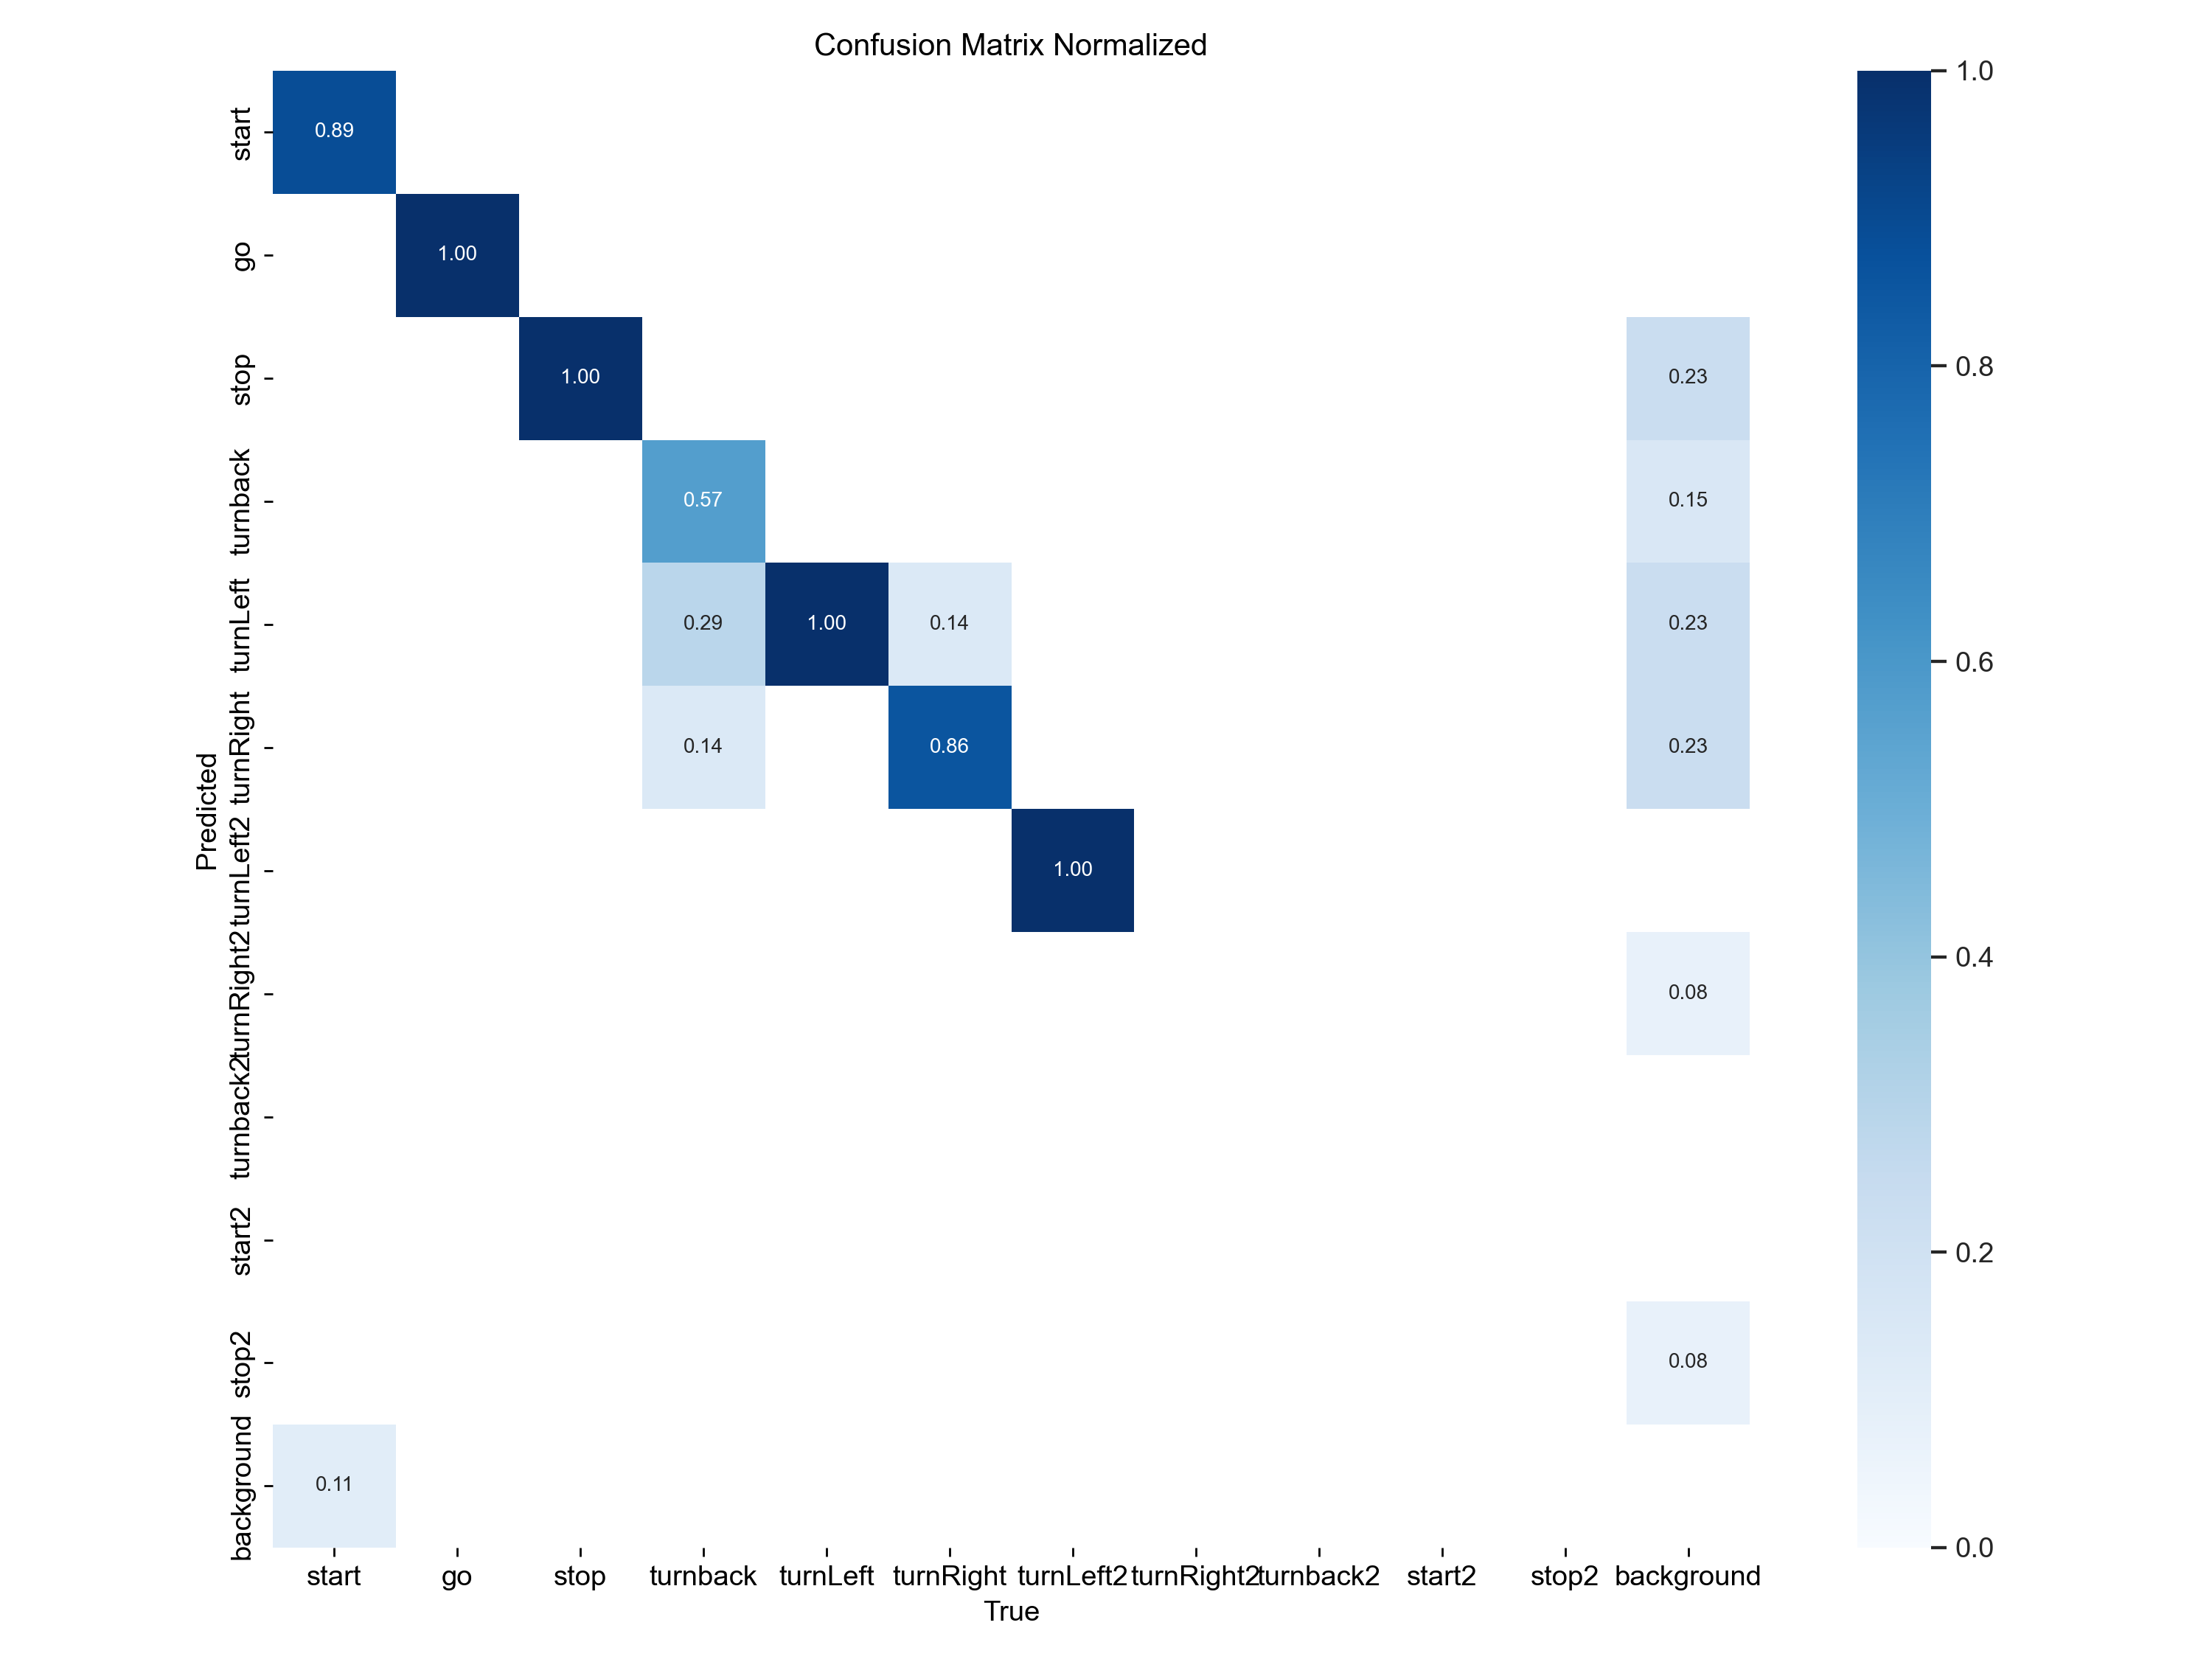 Confusion Matrix Normalized
1.0
start
0.89
go
1.00
stop
1.00
0.23
0.8
turnback
0.57
0.15
turnLeft
0.29
1.00
0.14
0.23
0.6
turnRight
0.14
0.86
0.23
Predicted
turnLeft2
1.00
0.4
turnRight2
0.08
turnback2
start2
0.2
stop2
0.08
background
0.11
0.0
start go stop turnback turnLeft turnRight turnLeft2 turnRight2 turnback2 start2 stop2 background
True